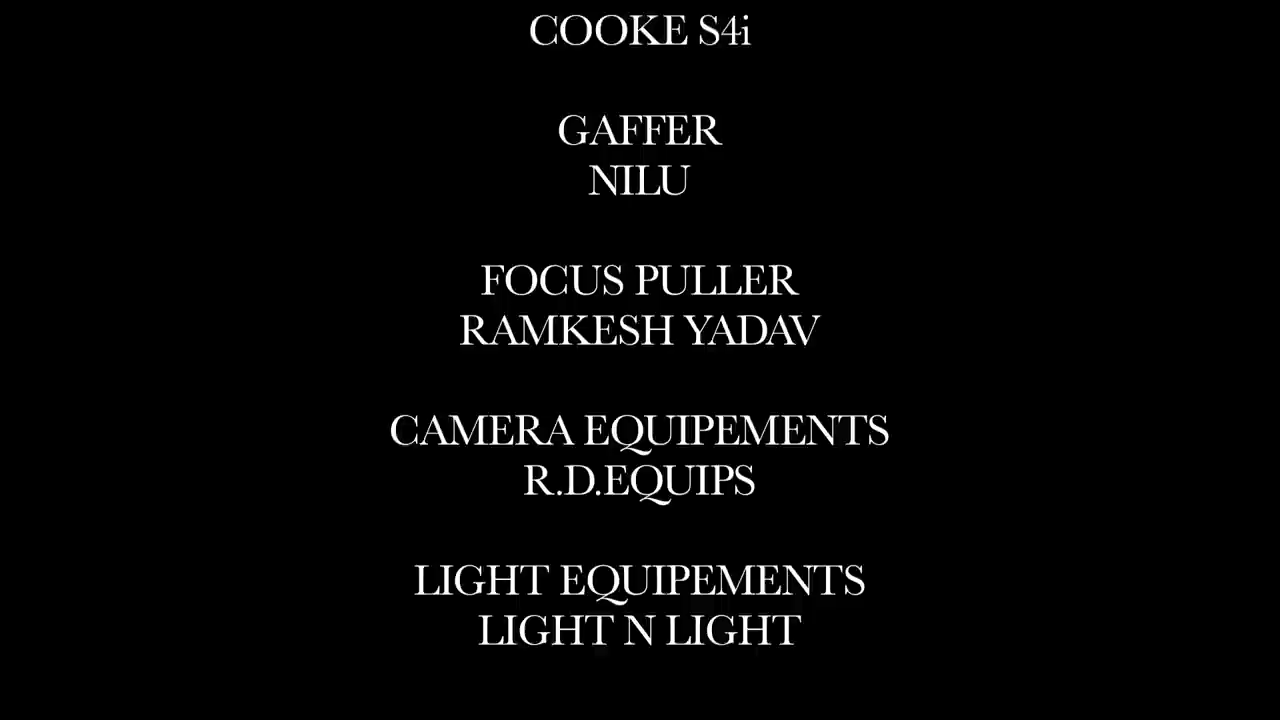 COOKE S4i
GAFFER
NILU
FOCUS PULLER
RAMKESH YADAV
CAMERA EQUIPEMENTS
R.D.EQUIPS
LIGHT EQUIPEMENTS
LIGHT N LIGHT